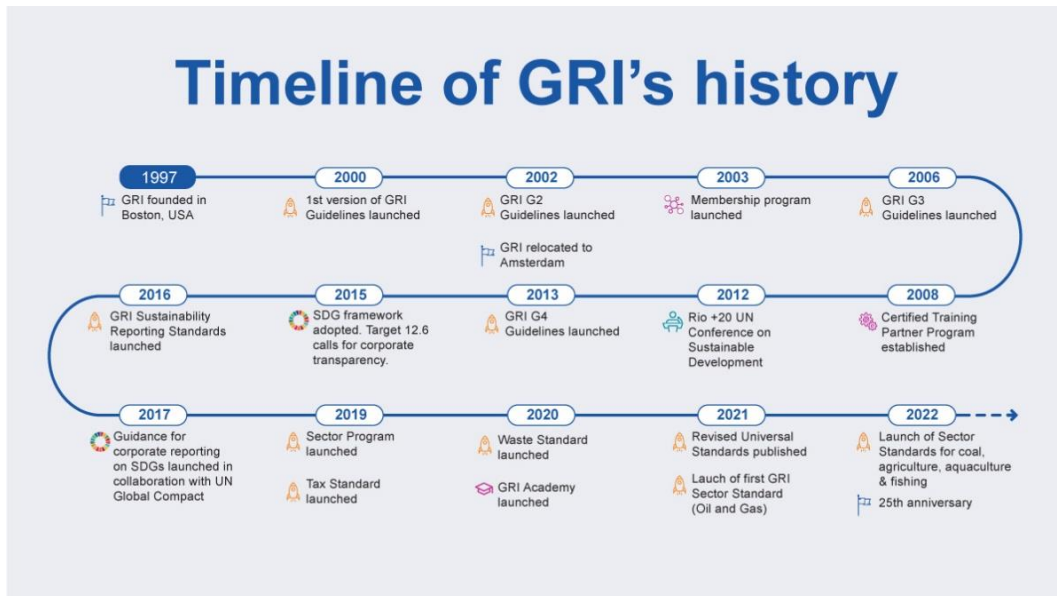 Timeline of GRI's history
1997
GRI founded in
Boston, USA
2000
1st version of GRI
Guidelines launched
2002
GRI G2
Guidelines launched
GRI relocated to
Amsterdam
2003
Membership program
launched
2006
GRI G3
Guidelines launched
2008
Certified Training
Partner Program
established
2012
Rio +20 UN
Conference on
Sustainable
Development
2013
GRI G4
Guidelines launched
2015
SDG framework
adopted. Target 12.6
calls for corporate
transparency.
2016
GRI Sustainability
Reporting Standards
launched
2017
Guidance for
corporate reporting
on SDGs launched in
collaboration with UN
Global Compact
2019
Sector Program
launched
Tax Standard
launched
2020
Waste Standard
launched
GRI Academy
launched
2021
Revised Universal
Standards published
Lauch of first GRI
Sector Standard
(Oil and Gas)
2022
Launch of Sector
Standards for coal,
agriculture, aquaculture
& fishing
25th anniversary